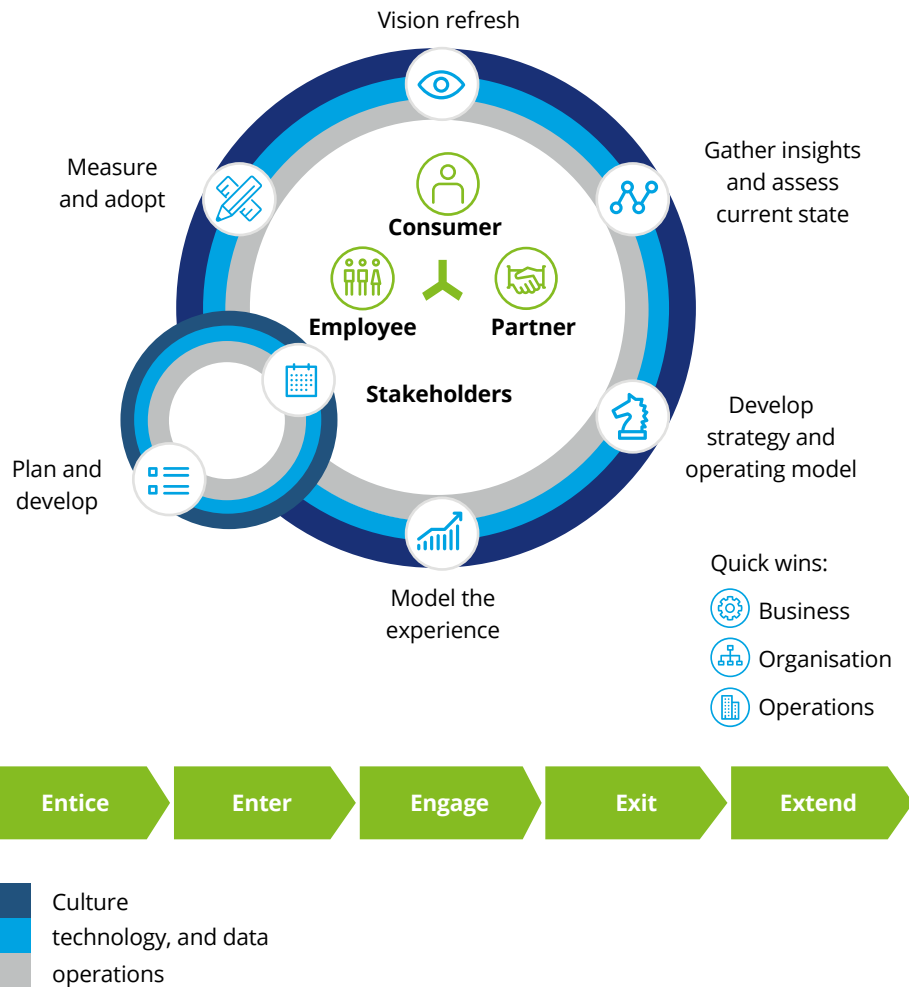 Vision refresh
Measure
and adopt
Gather insights
and assess
current state
Consumer
Employee
Partner
Stakeholders
Plan and
develop
Develop
strategy and
operating model
Model the
experience
Quick wins:
Business
Organisation
Operations
Entice
Enter
Engage
Exit
Extend
Culture
technology, and data
operations